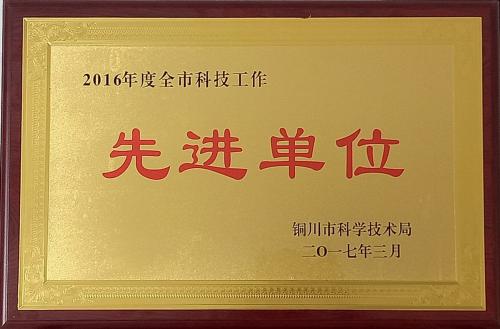 2016年度全市科技工作
先进单位
铜川市科学技术局
二O一七年三月